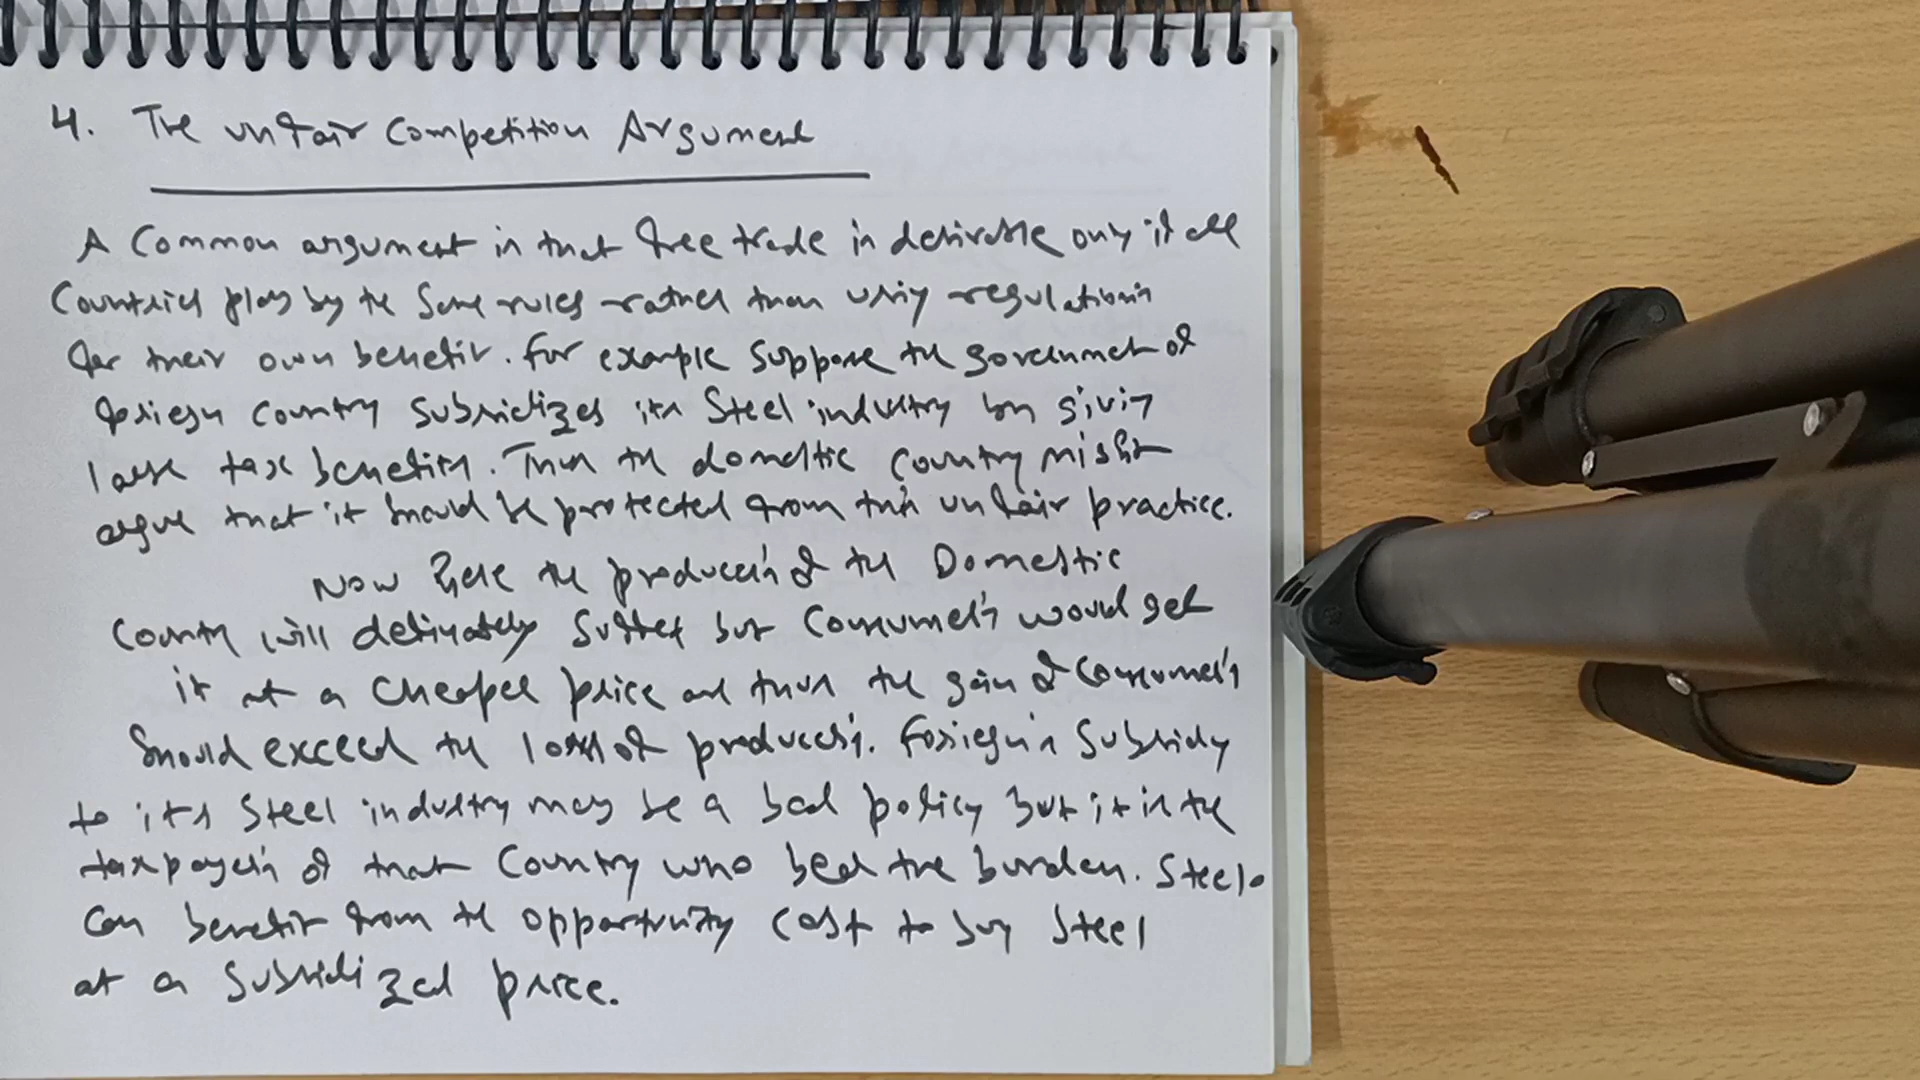 4. The unfair Competition Argument
A Common argument is that free trade is desirable only if all
Countries play by the Same rules rather than using regulations
for their own benefit. For example Suppose the government of
foriegn Country Subsidizes its Steel industry by giving
large tax benefits. Then the domestic Country might
argue that it should be protected from this unfair practice.
Now here the producers of the Domestic
County will definately Suffer but Consumers would get
it at a Cheaper price and thus the gain of Consumers
Should exceed the loss of producers. Foriegn's Subsidy
to its Steel industry may be a bad policy but it is the
taxpayers of that Country who bear the burden. Steel
Can benefit from the opportunity cost to buy Steel
at a Subsidized price.